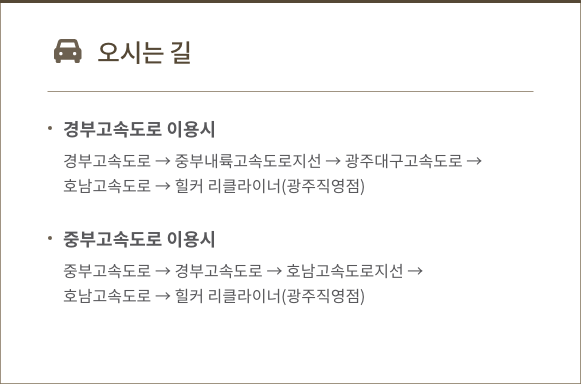 오시는 길
• 경부고속도로 이용시
경부고속도로 → 중부내륙고속도로지선 → 광주대구고속도로 →
호남고속도로 → 힐커 리클라이너(광주직영점)
• 중부고속도로 이용시
중부고속도로 → 경부고속도로 → 호남고속도로지선 →
호남고속도로 → 힐커 리클라이너(광주직영점)